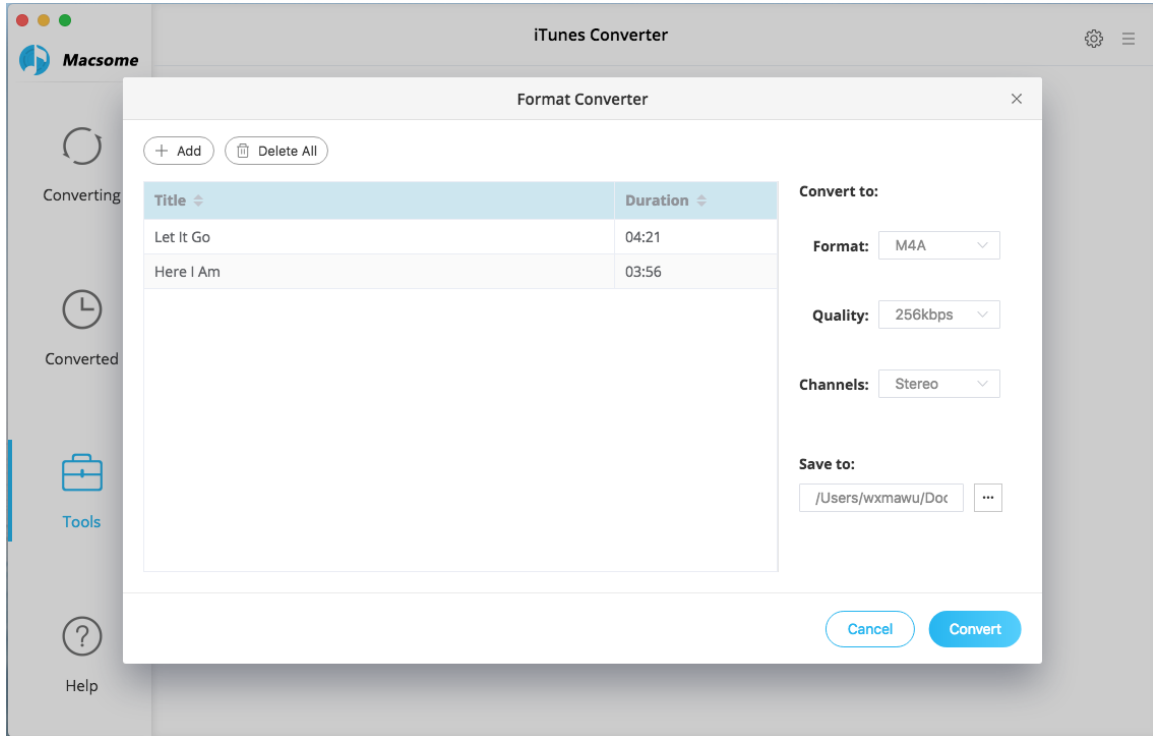 iTunes Converter
Macsome
Format Converter
Add
Delete All
Converting
Title
Duration
Let It Go
04:21
Here I Am
03:56
Convert to:
Format: M4A
Quality: 256kbps
Channels: Stereo
Converted
Save to:
/Users/wxmawu/Doc
...
Tools
Cancel
Convert
Help